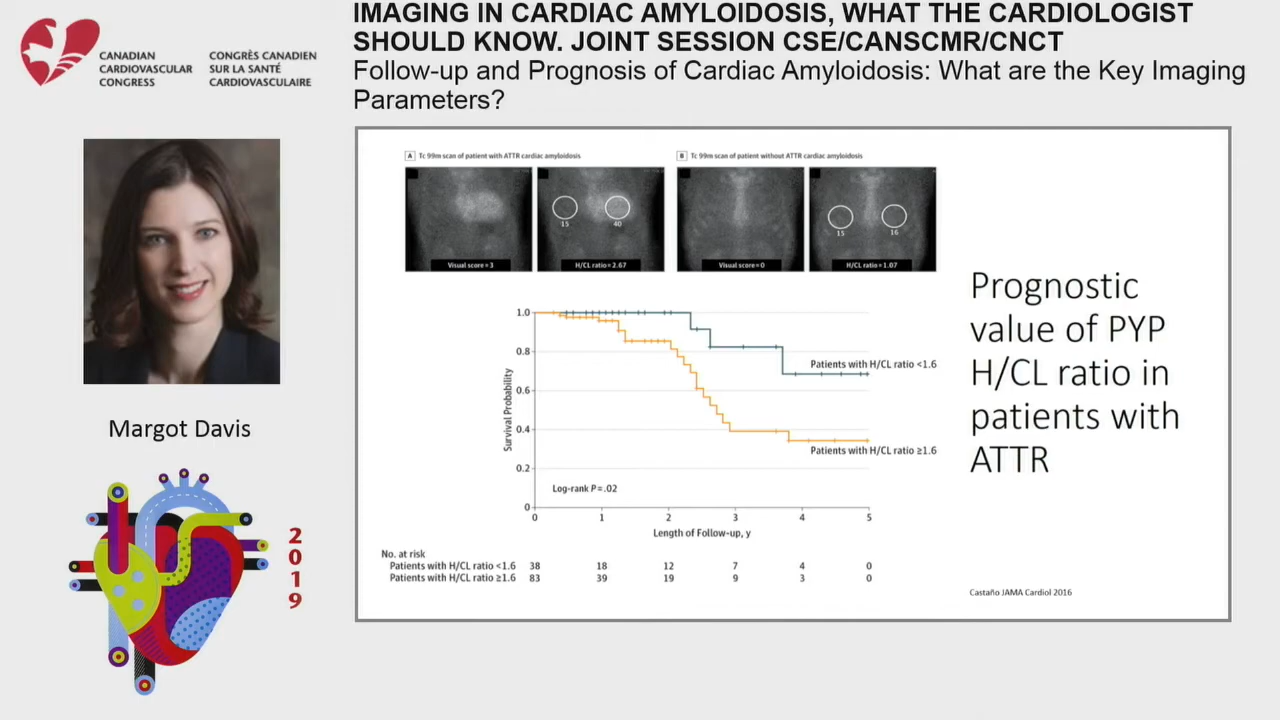 IMAGING IN CARDIAC AMYLOIDOSIS, WHAT THE CARDIOLOGIST
SHOULD KNOW. JOINT SESSION CSE/CANSCMR/CNCT
Follow-up and Prognosis of Cardiac Amyloidosis: What are the Key Imaging
Parameters?
CANADIAN
CARDIOVASCULAR
CONGRESS
CONGRÈS CANADIEN
SUR LA SANTÉ
CARDIOVASCULAIRE
Margot Davis
2019
A Tc 99m scan of patient with ATTR cardiac amyloidosis
B Tc 99m scan of patient without ATTR cardiac amyloidosis
15 40
15 16
Visual score=3
H/CL ratio=2.67
Visual score=0
H/CL ratio=1.07
Survival Probability
1.0
0.8
0.6
0.4
0.2
0
Patients with H/CL ratio <1.6
Patients with H/CL ratio ≥1.6
Log-rank P=.02
0 1 2 3 4 5
Length of Follow-up, y
No. at risk
Patients with H/CL ratio <1.6 38 18 12 7 4 0
Patients with H/CL ratio ≥1.6 83 39 19 9 3 0
Prognostic
value of PYP
H/CL ratio in
patients with
ATTR
Castaño JAMA Cardiol 2016